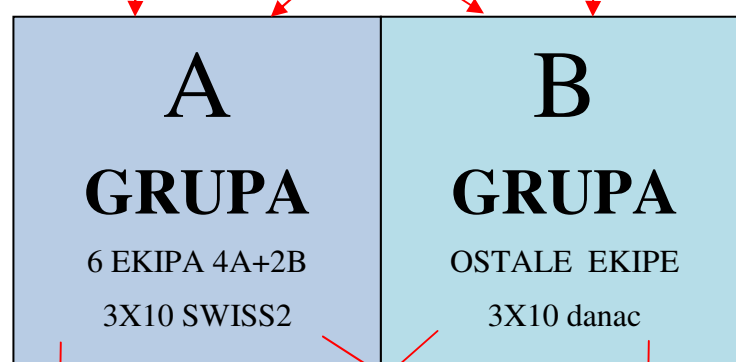 A
GRUPA
6 EKIPA 4A+2B
3X10 SWISS2
B
GRUPA
OSTALE EKIPE
3X10 danac